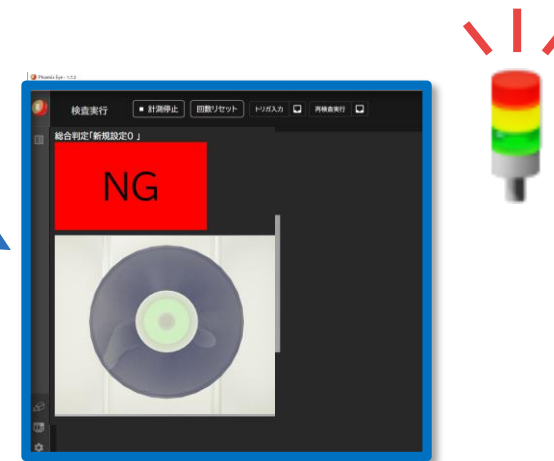 Phoenix Eye - 1.7.2
検査実行
■ 計測停止
回数リセット
トリガ入力
再検査実行
総合判定「新規設定0 」
NG